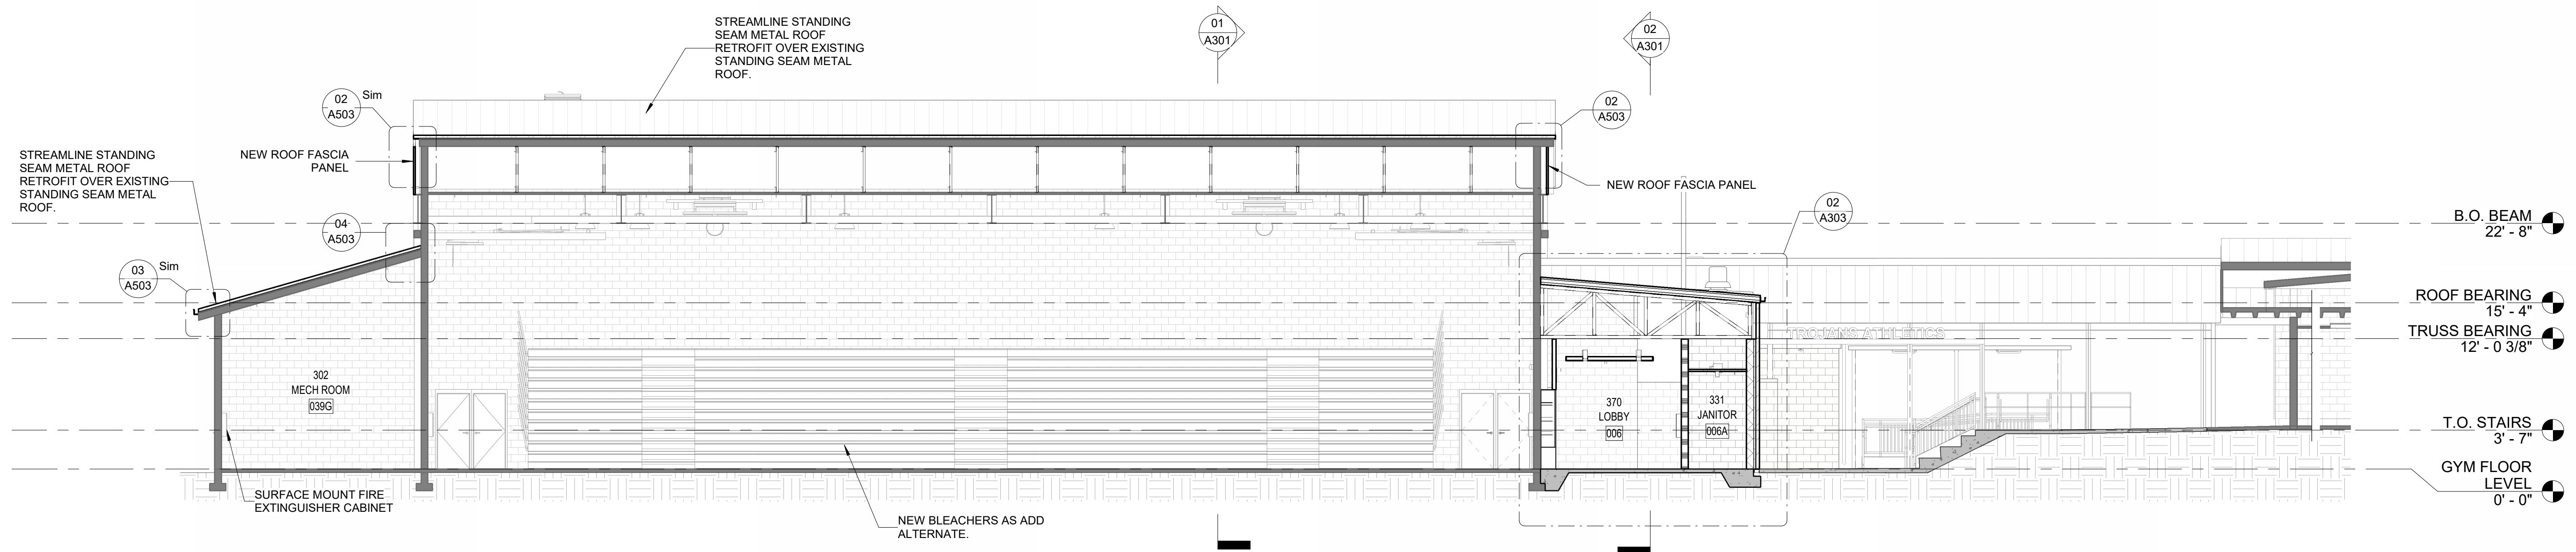 STREAMLINE STANDING
SEAM METAL ROOF
RETROFIT OVER EXISTING
STANDING SEAM METAL
ROOF.
01
A301
02
A301
02
A503
Sim
02
A503
STREAMLINE STANDING
SEAM METAL ROOF
RETROFIT OVER EXISTING
STANDING SEAM METAL
ROOF.
NEW ROOF FASCIA
PANEL
NEW ROOF FASCIA PANEL
02
A303
04
A503
03
A503
Sim
B.O. BEAM
22' - 8"
ROOF BEARING
15' - 4"
TRUSS BEARING
12' - 0 3/8"
T.O. STAIRS
3' - 7"
GYM FLOOR
LEVEL
0' - 0"
TROJANS ATHLETICS
302
MECH ROOM
039G
370
LOBBY
006
331
JANITOR
006A
SURFACE MOUNT FIRE
EXTINGUISHER CABINET
NEW BLEACHERS AS ADD
ALTERNATE.